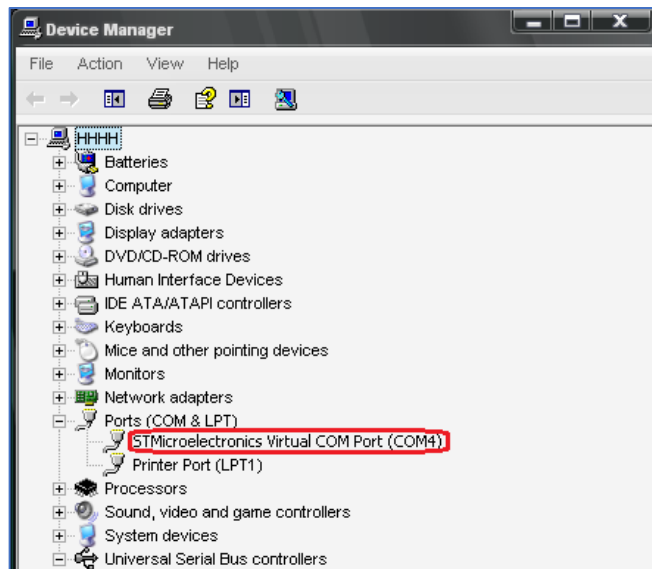 Device Manager
File Action View Help
HHHH
Batteries
Computer
Disk drives
Display adapters
DVD/CD-ROM drives
Human Interface Devices
IDE ATA/ATAPI controllers
Keyboards
Mice and other pointing devices
Monitors
Network adapters
Ports (COM & LPT)
STMicroelectronics Virtual COM Port (COM4)
Printer Port (LPT1)
Processors
Sound, video and game controllers
System devices
Universal Serial Bus controllers